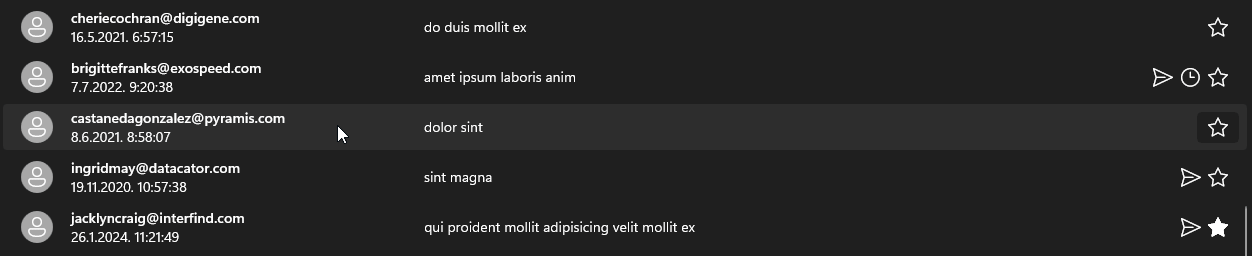 cheriecochran@digigene.com
16.5.2021. 6:57:15
do duis mollit ex
brigittefranks@exospeed.com
7.7.2022. 9:20:38
amet ipsum laboris anim
castanedagonzalez@pyramis.com
8.6.2021. 8:58:07
dolor sint
ingridmay@datacator.com
19.11.2020. 10:57:38
sint magna
jacklyncraig@interfind.com
26.1.2024. 11:21:49
qui proident mollit adipisicing velit mollit ex